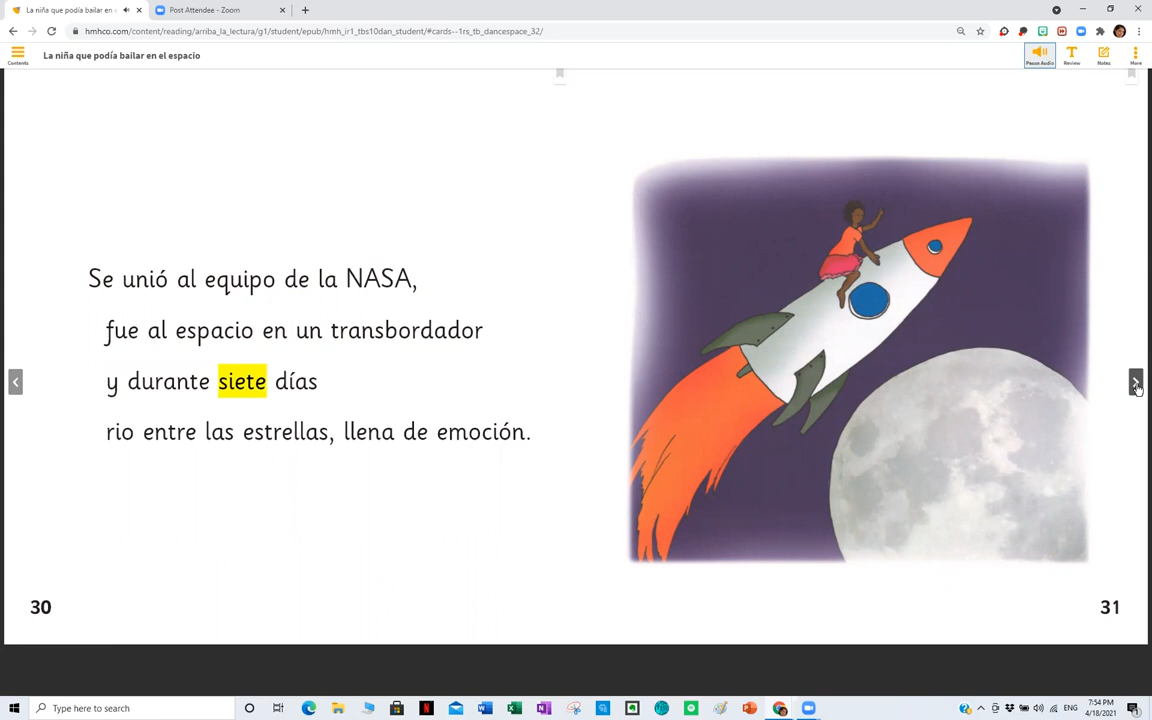 La niña que podía bailar en
Post Attendee - Zoom
hmhco.com/content/reading/arriba_la_lectura/g1/student/epub/hmh_ir1_tbs10dan_student/#cards--1rs_tb_dancespace_32/
Contents
La niña que podía bailar en el espacio
Pause Audio
Review
Notes
More
Se unió al equipo de la NASA,
fue al espacio en un transbordador
y durante siete días
rio entre las estrellas, llena de emoción.
30
31
Type here to search
ENG
7:54 PM
4/18/2021